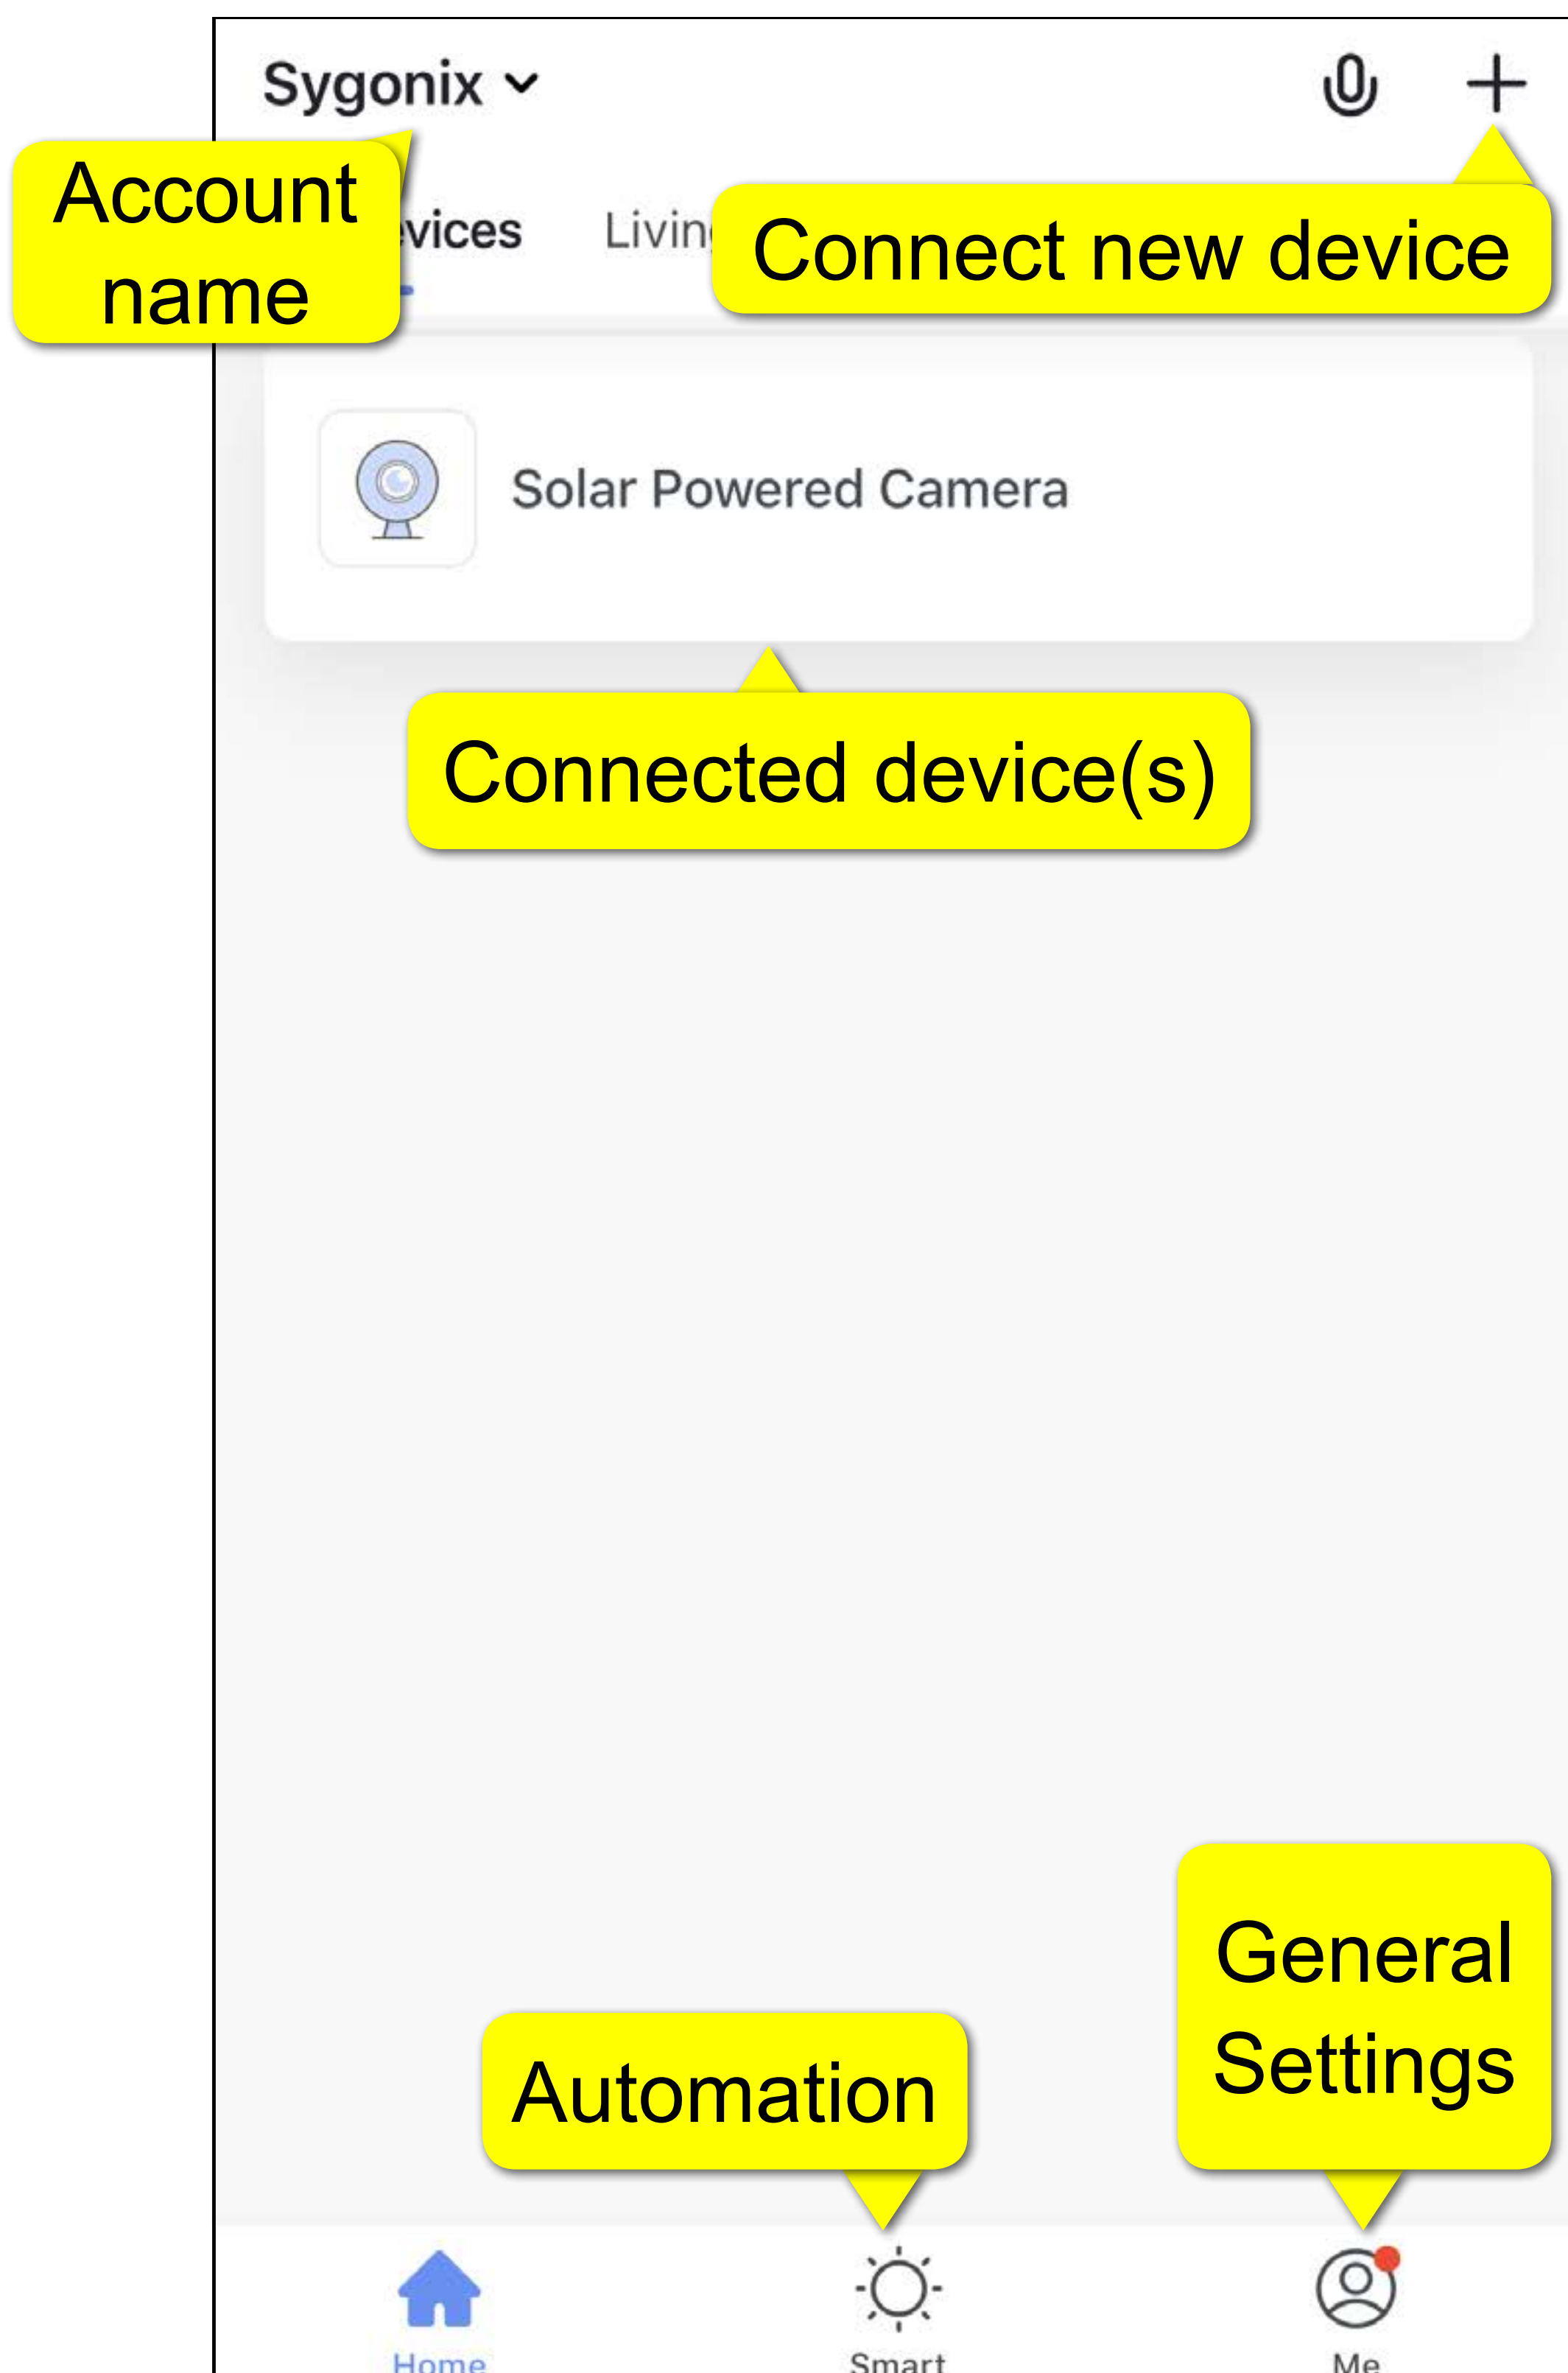 Sygonix
Account
name
vices
Livin
Connect new device
Solar Powered Camera
Connected device(s)
General
Settings
Automation
Home
Smart
Me